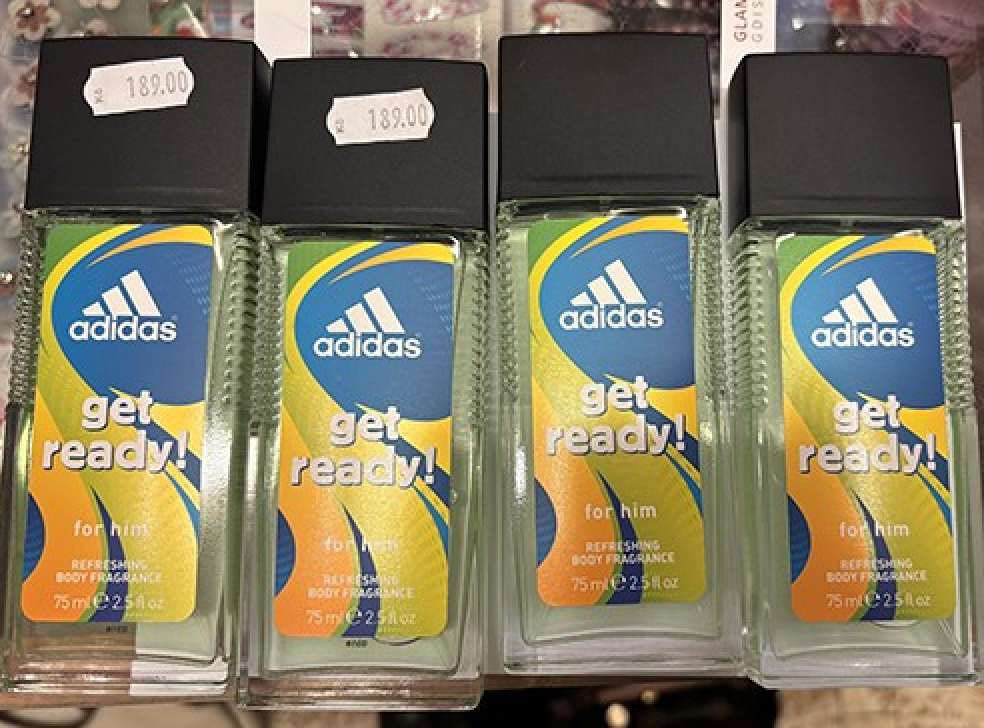 GLAM
GDIS
189.00
adidas
get
ready!
for him
REFRESHING
BODY FRAGRANCE
75 ml e 2.5 fl oz
189.00
adidas
get
ready!
for him
REFRESHING
BODY FRAGRANCE
75 ml e 2.5 fl oz
adidas
get
ready!
for him
REFRESHING
BODY FRAGRANCE
75 ml e 2.5 fl oz
adidas
get
ready!
for him
REFRESHING
BODY FRAGRANCE
75 ml e 2.5 fl oz